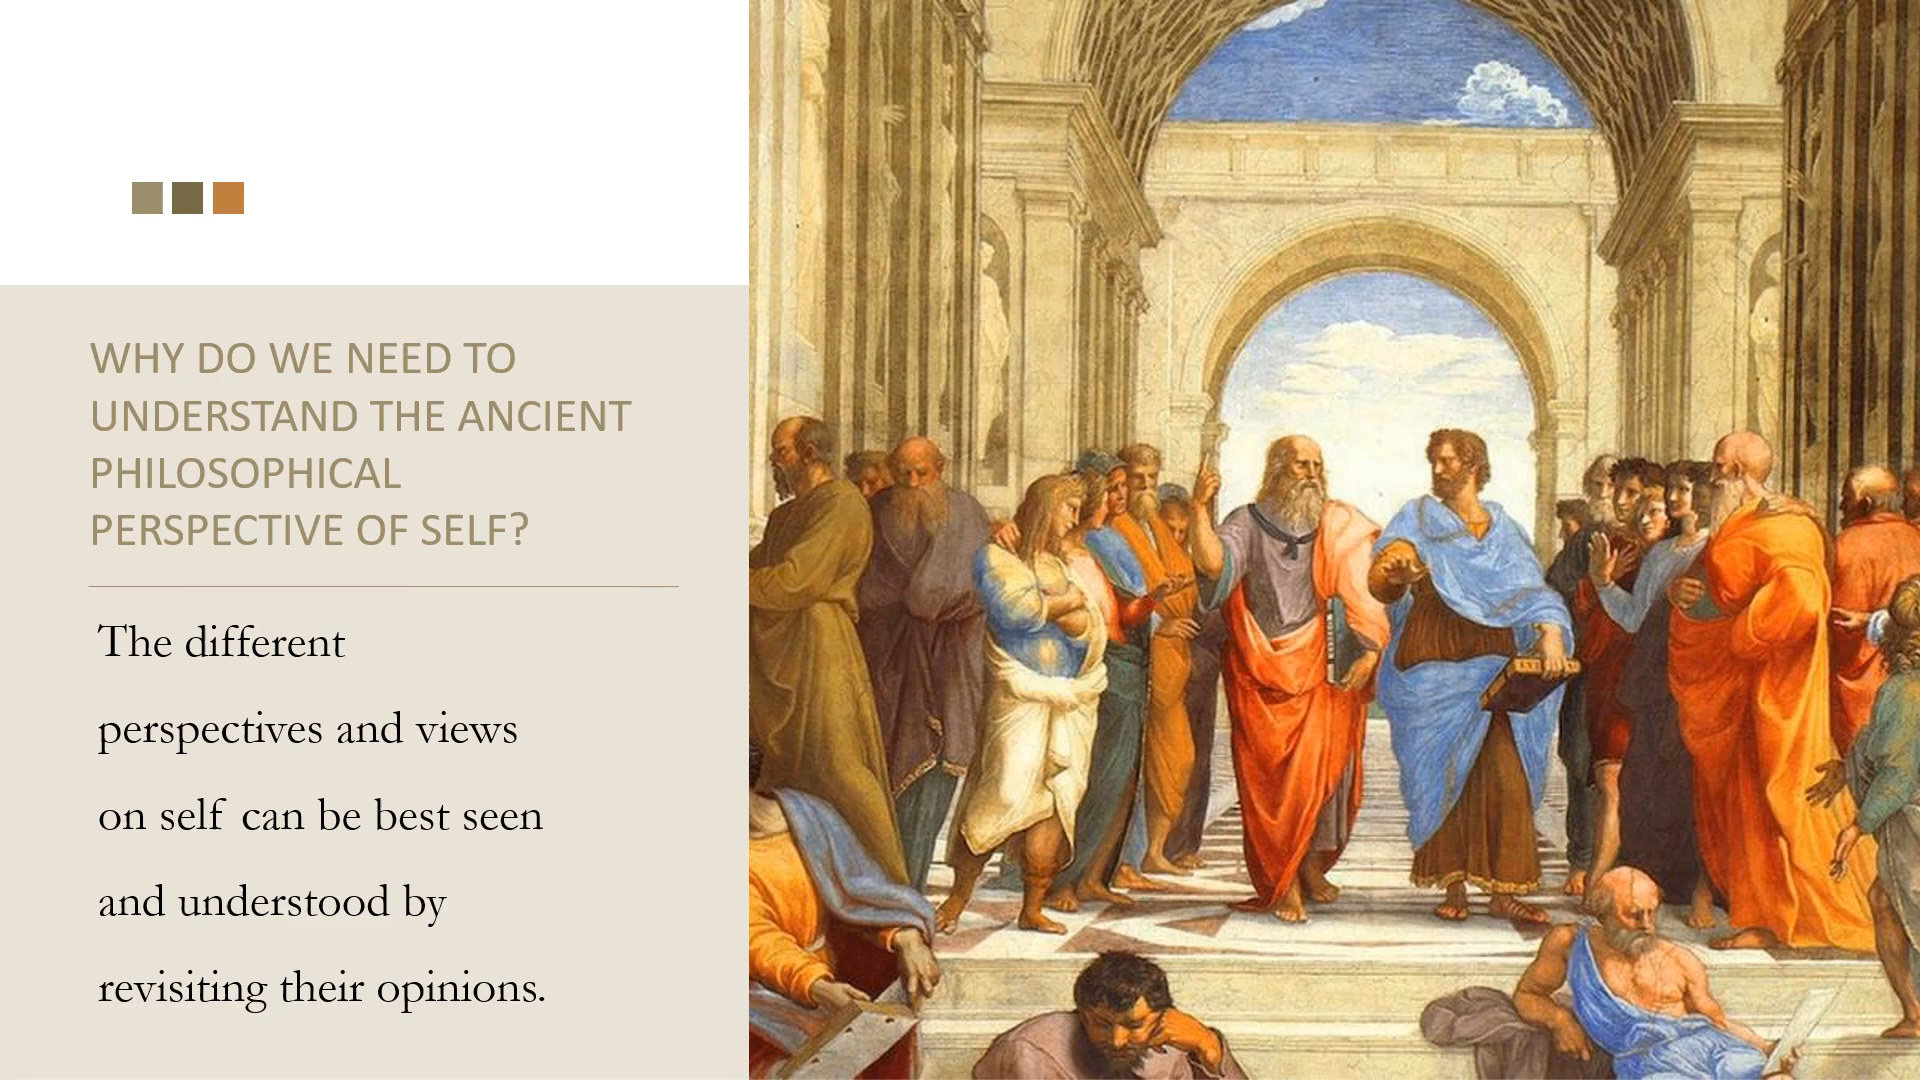 WHY DO WE NEED TO
UNDERSTAND THE ANCIENT
PHILOSOPHICAL
PERSPECTIVE OF SELF?
The different
perspectives and views
on self can be best seen
and understood by
revisiting their opinions.